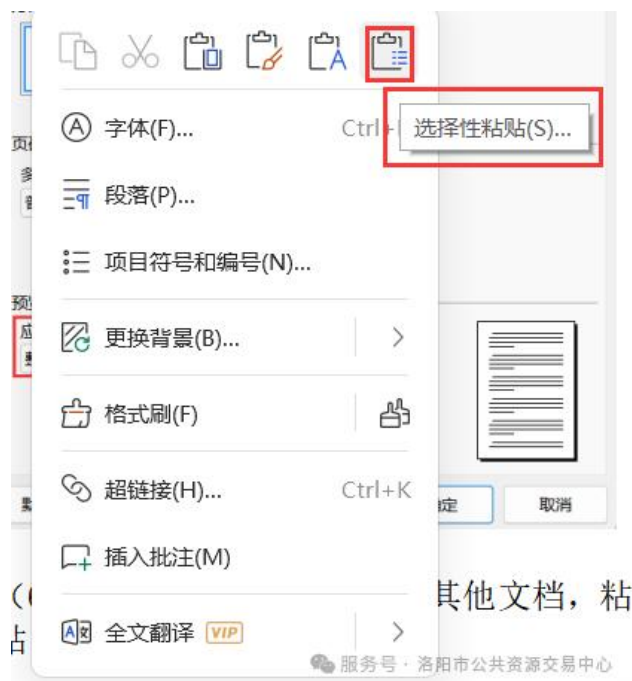 选择性粘贴(S)...
字体(F)...
Ctrl+
段落(P)...
项目符号和编号(N)...
更换背景(B)...
格式刷(F)
超链接(H)... Ctrl+K
取消
插入批注(M)
其他文档，粘
全文翻译 VIP
服务号 · 洛阳市公共资源交易中心